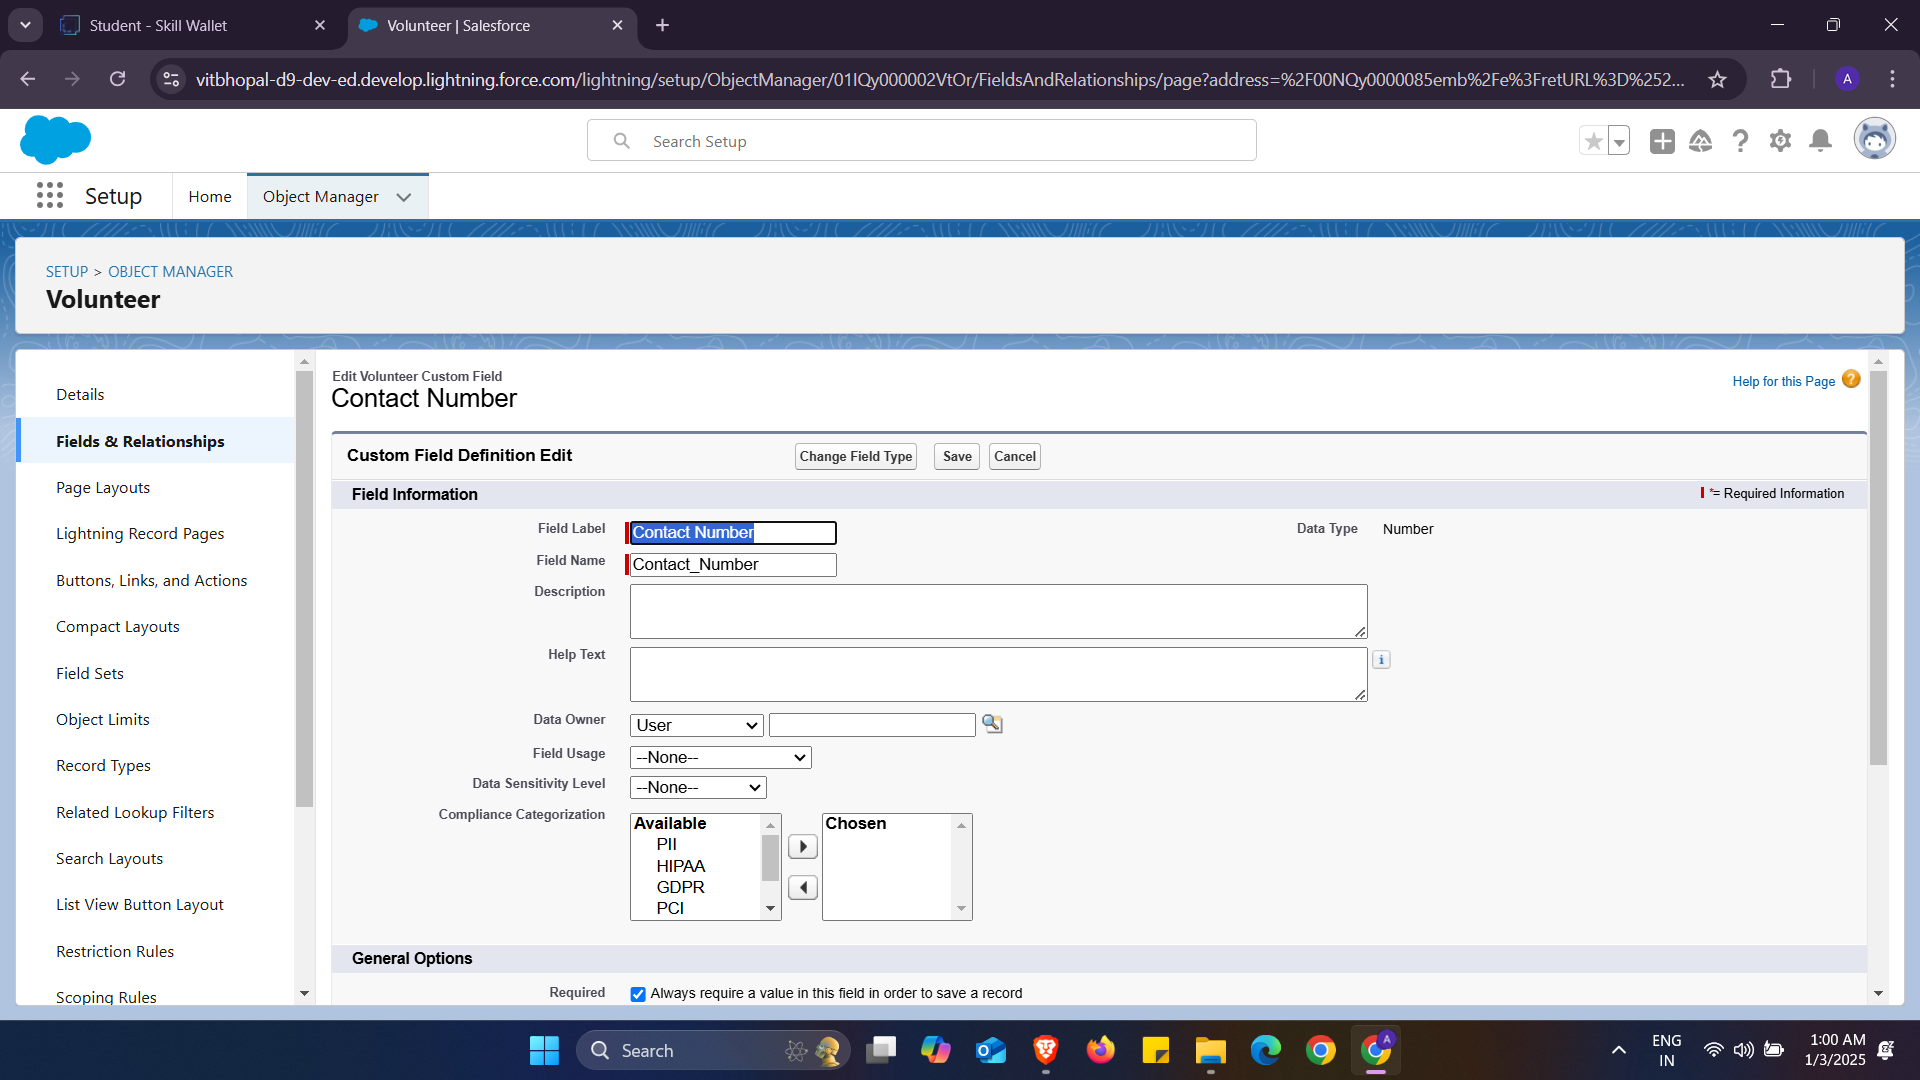 Student - Skill Wallet
Volunteer | Salesforce
vitbhopal-d9-dev-ed.develop.lightning.force.com/lightning/setup/ObjectManager/01IQy000002VtOr/FieldsAndRelationships/page?address=%2F00NQy0000085emb%2Fe%3FretURL%3D%252...
A
Search Setup
Setup
Home
Object Manager
SETUP > OBJECT MANAGER
Volunteer
Details
Fields & Relationships
Page Layouts
Lightning Record Pages
Buttons, Links, and Actions
Compact Layouts
Field Sets
Object Limits
Record Types
Related Lookup Filters
Search Layouts
List View Button Layout
Restriction Rules
Scoping Rules
Edit Volunteer Custom Field
Contact Number
Help for this Page ?
Custom Field Definition Edit
Change Field Type
Save
Cancel
Field Information
*= Required Information
Field Label
Contact Number
Data Type
Number
Field Name
Contact_Number
Description
Help Text
i
Data Owner
User
Field Usage
--None--
Data Sensitivity Level
--None--
Compliance Categorization
Available
PII
HIPAA
GDPR
PCI
Chosen
General Options
Required
Always require a value in this field in order to save a record
Search
A
ENG
IN
1:00 AM
1/3/2025